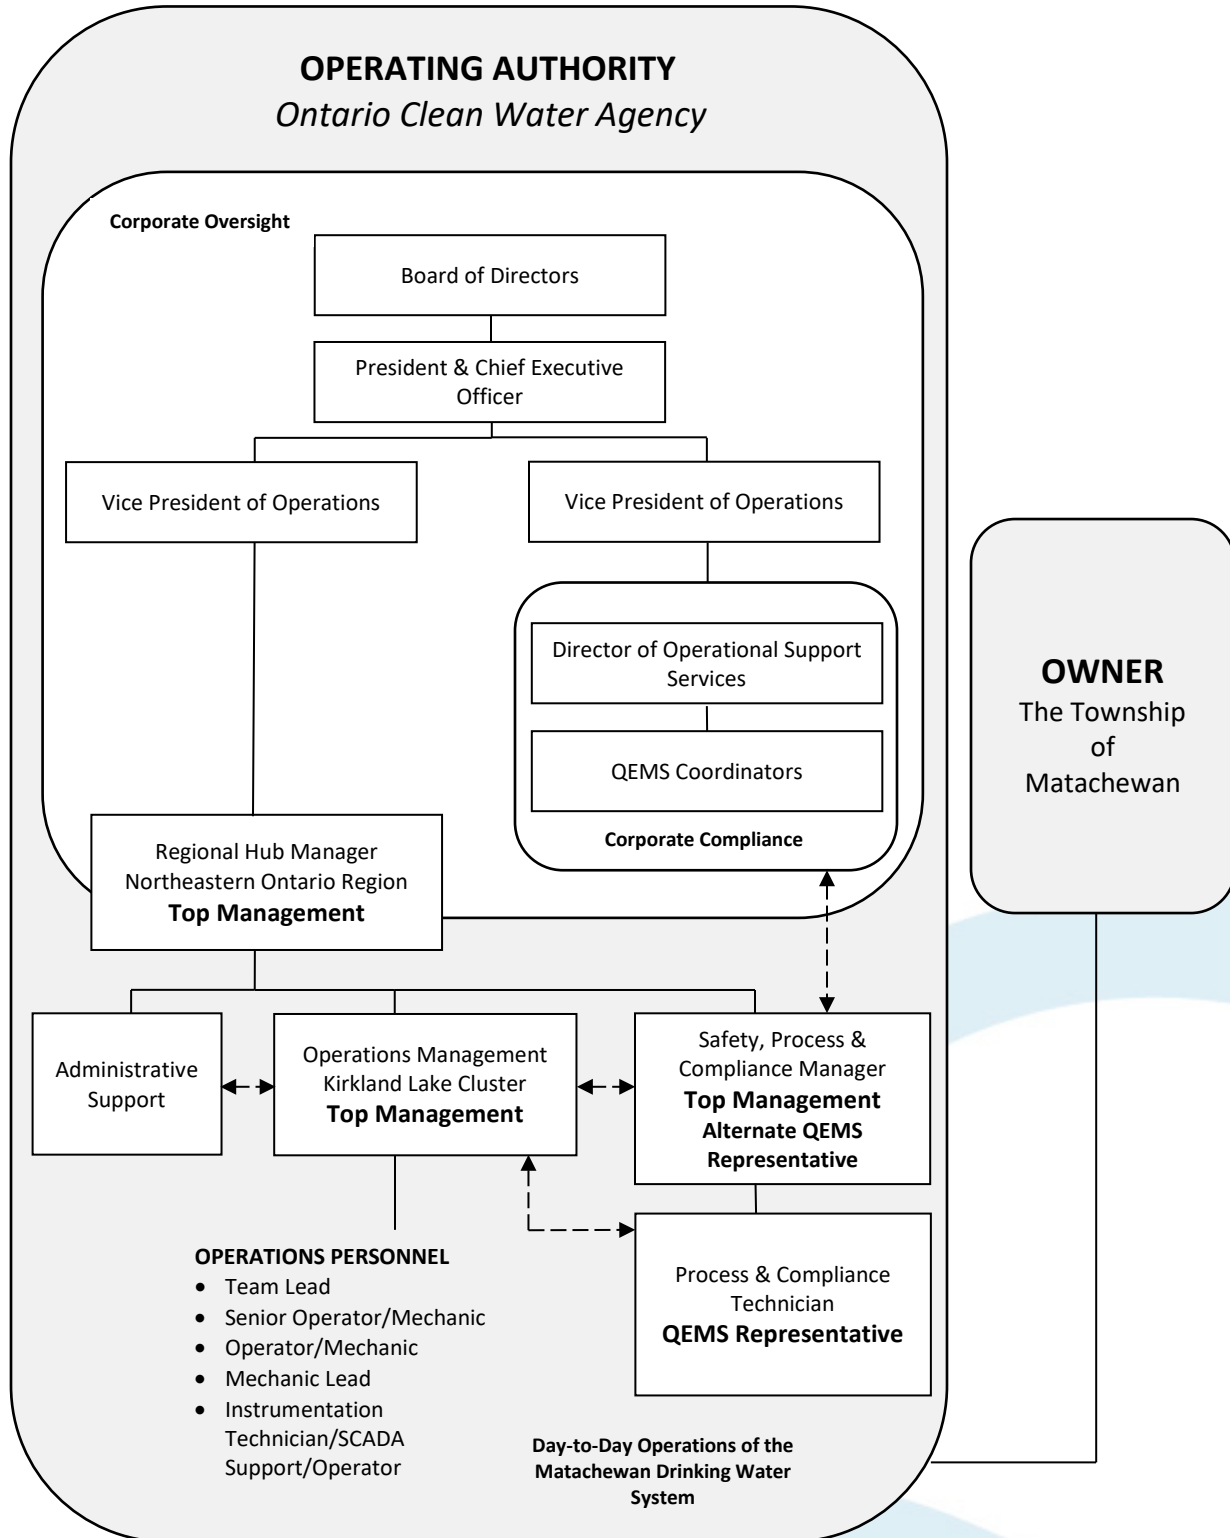 OPERATING AUTHORITY
Ontario Clean Water Agency
Corporate Oversight
Board of Directors
President & Chief Executive
Officer
Vice President of Operations
Vice President of Operations
Director of Operational Support
Services
QEMS Coordinators
Corporate Compliance
OWNER
The Township
of
Matachewan
Regional Hub Manager
Northeastern Ontario Region
Top Management
Administrative
Support
Operations Management
Kirkland Lake Cluster
Top Management
Safety, Process &
Compliance Manager
Top Management
Alternate QEMS
Representative
OPERATIONS PERSONNEL
• Team Lead
• Senior Operator/Mechanic
• Operator/Mechanic
• Mechanic Lead
• Instrumentation
Technician/SCADA
Support/Operator
Process & Compliance
Technician
QEMS Representative
Day-to-Day Operations of the
Matachewan Drinking Water
System